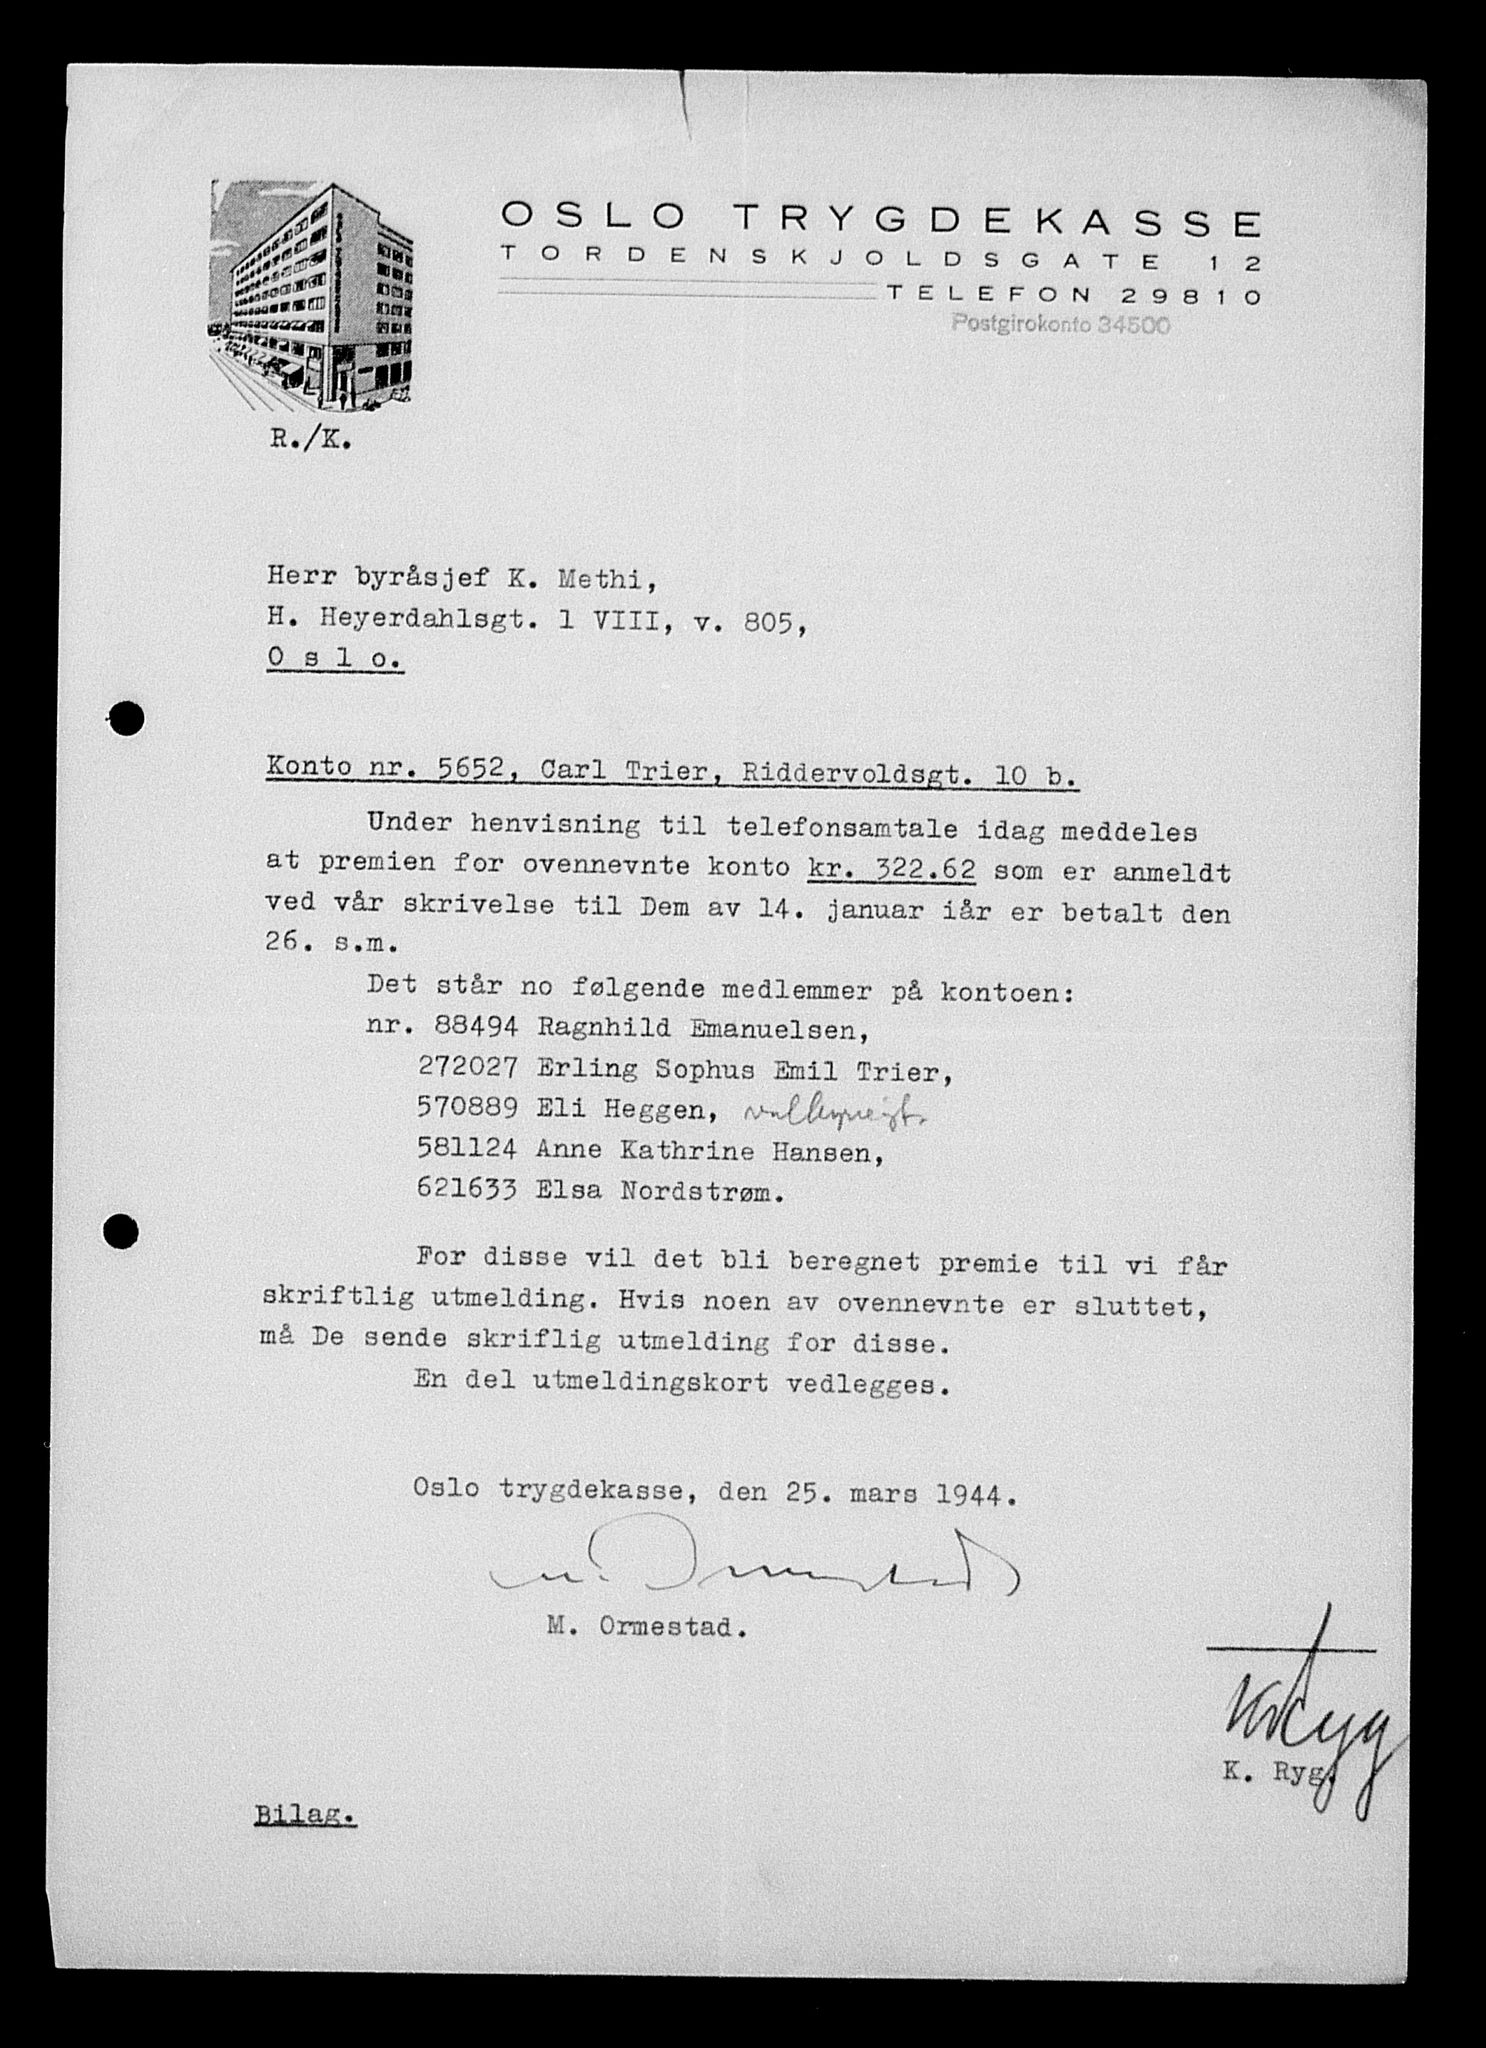 OSLO TRYGDEKASSE
TORDENSKJOLDSGATE 12
TELEFON 29810
Postgirokonto 34500
R./K.
Herr byråsjef K. Methi,
H. Heyerdahlsgt. 1 VIII, v. 805,
O s l o.
Konto nr. 5652, Carl Trier, Riddervoldsgt. 10 b.
Under henvisning til telefonsamtale idag meddeles
at premien for ovennevnte konto kr. 322.62 som er anmeldt
ved vår skrivelse til Dem av 14. januar iår er betalt den
26. s.m.
Det står no følgende medlemmer på kontoen:
nr. 88494 Ragnhild Emanuelsen,
272027 Erling Sophus Emil Trier,
570889 Eli Heggen,
581124 Anne Kathrine Hansen,
621633 Elsa Nordstrøm.
For disse vil det bli beregnet premie til vi får
skriftlig utmelding. Hvis noen av ovennevnte er sluttet,
må De sende skriflig utmelding for disse.
En del utmeldingskort vedlegges.
Oslo trygdekasse, den 25. mars 1944.
M. Ormestad
M. Ormestad.
K. Ryg
K. Ryg.
Bilag.